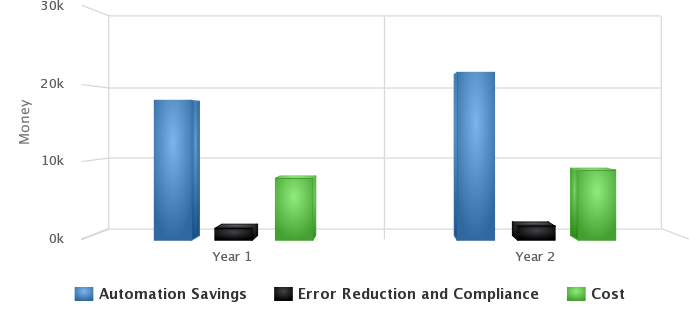 30k
20k
10k
0k
Money
Year 1
Year 2
Automation Savings
Error Reduction and Compliance
Cost